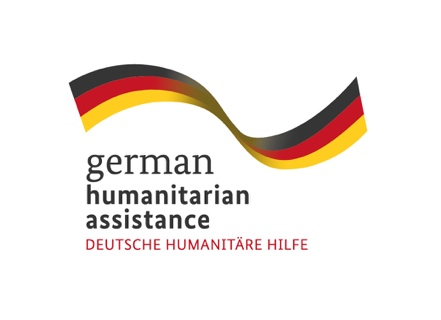 german
humanitarian
assistance
DEUTSCHE HUMANITÄRE HILFE